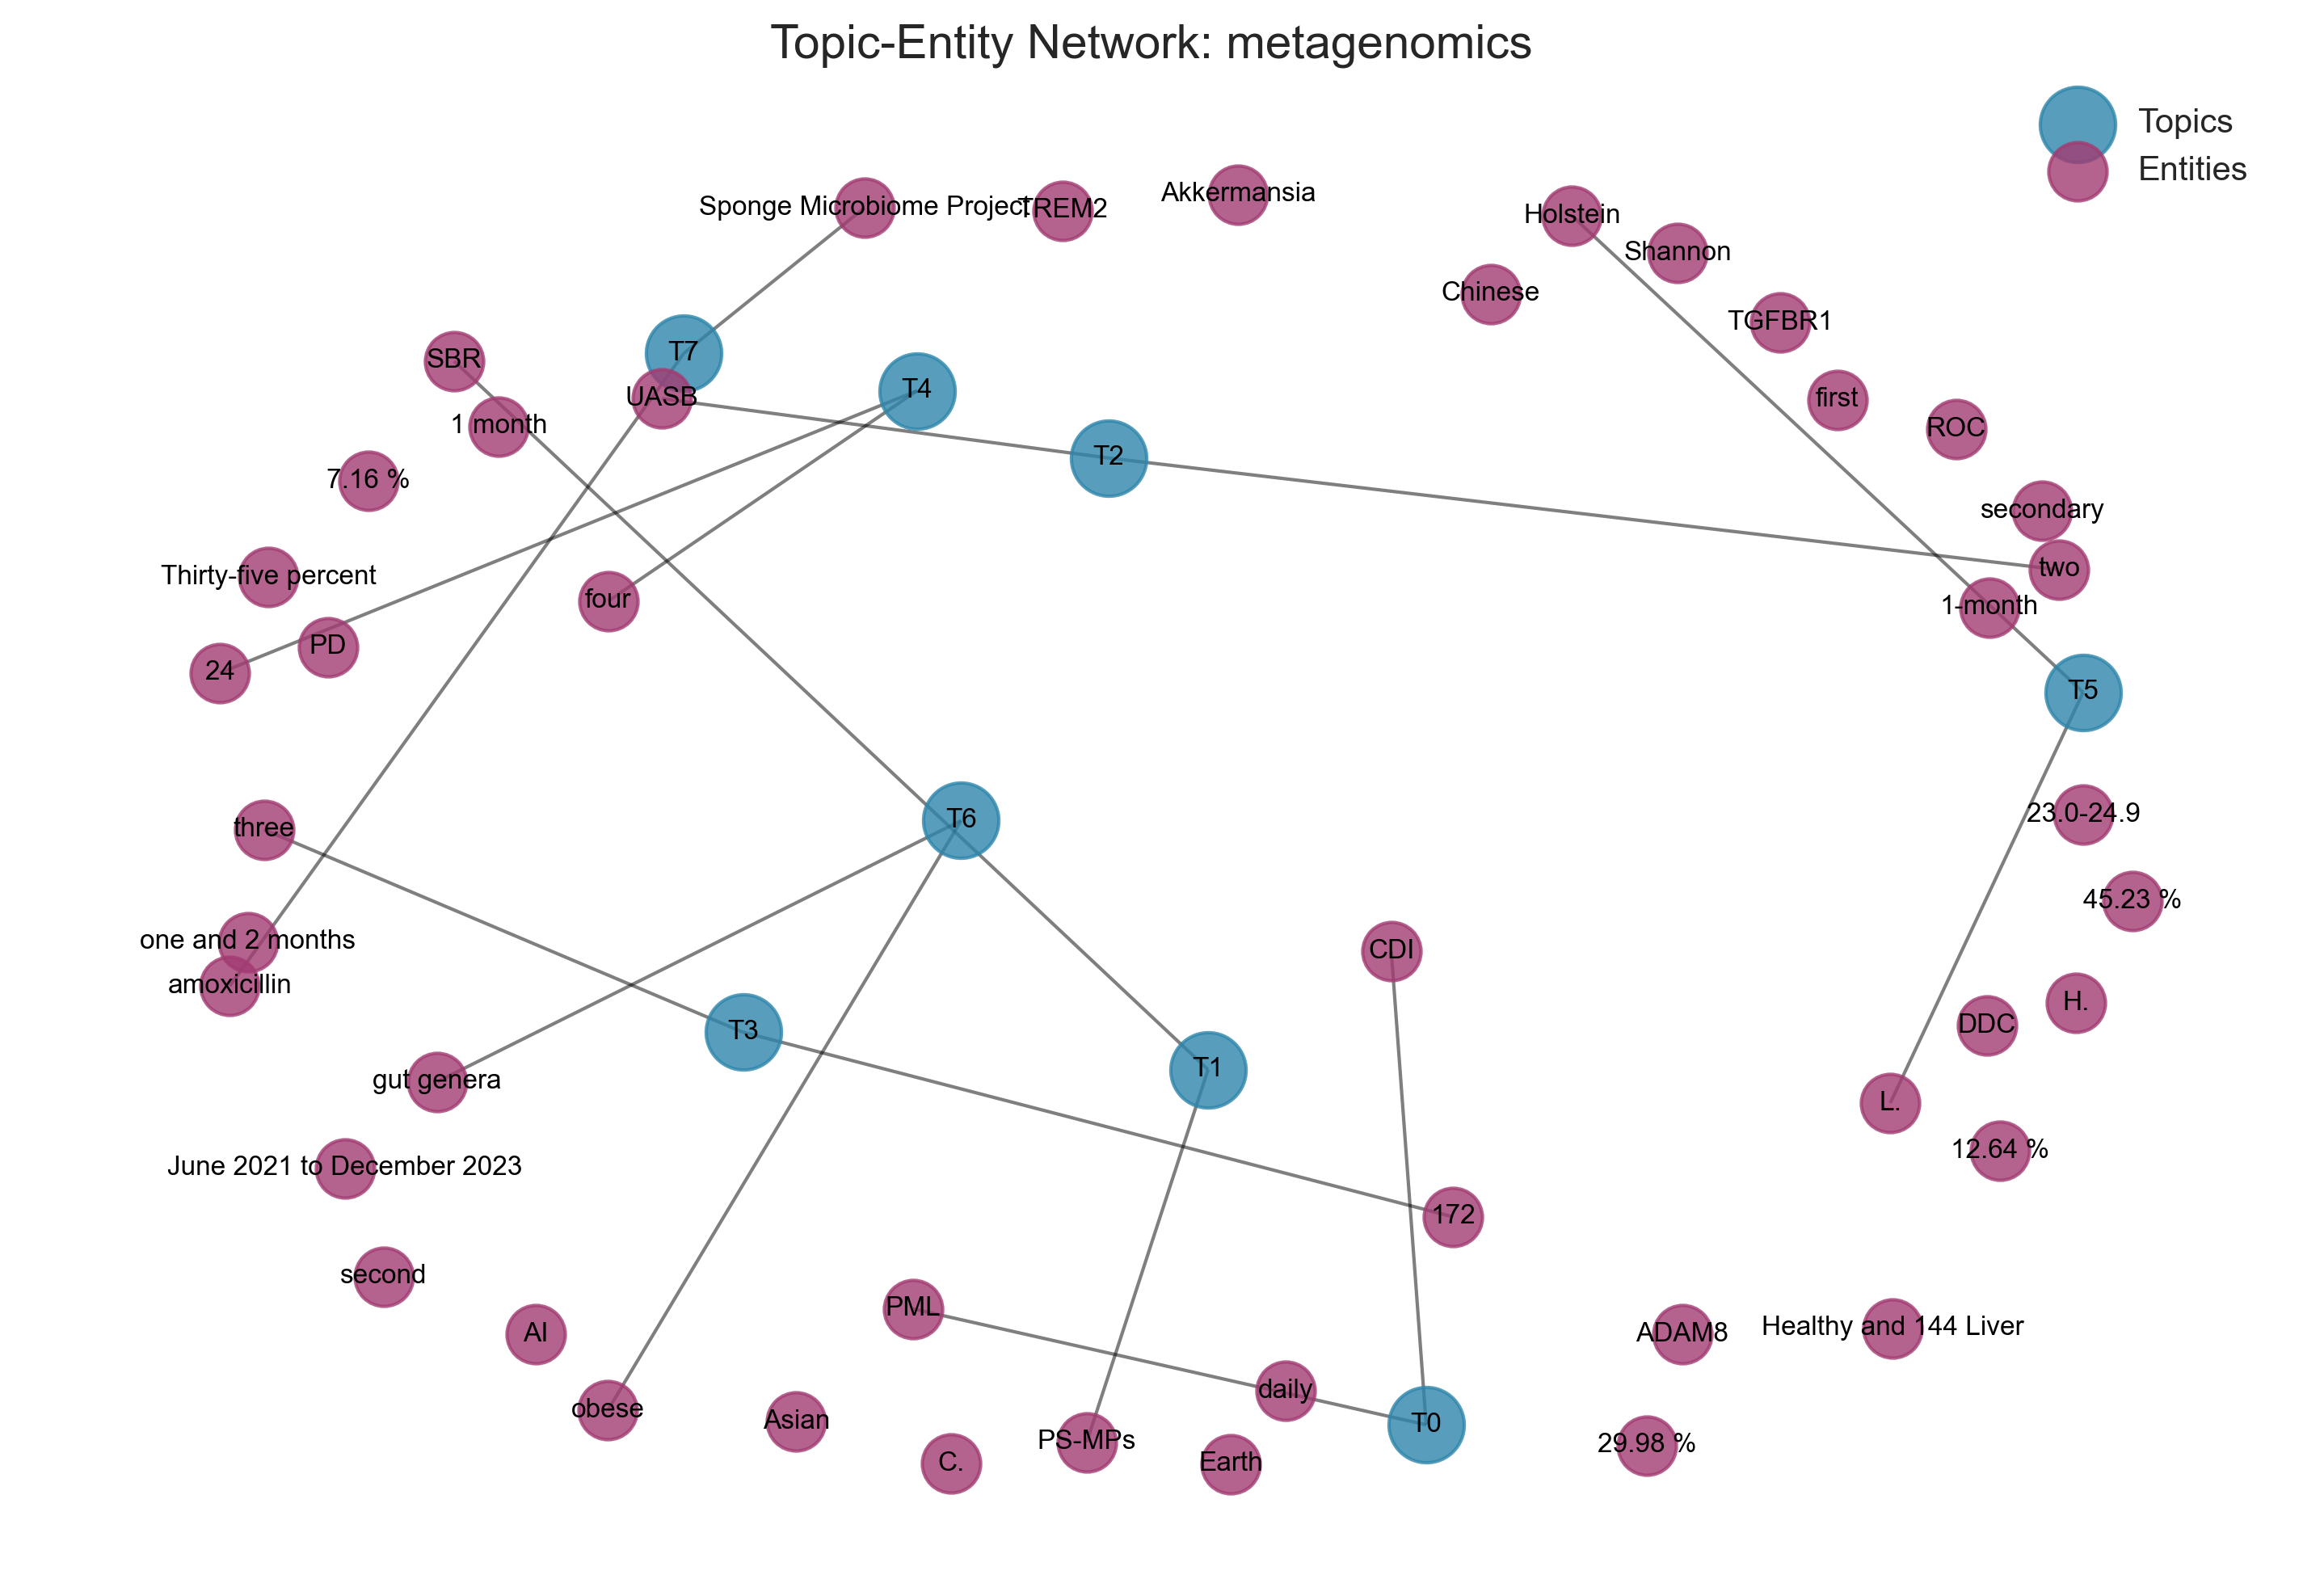 Topic-Entity Network: metagenomics
Topics
Entities
Akkermansia
Sponge Microbiome Project
TREM2
Holstein
Shannon
Chinese
TGFBR1
T7
SBR
T4
UASB
first
1 month
ROC
T2
7.16 %
secondary
two
Thirty-five percent
four
1-month
PD
24
T5
23.0-24.9
T6
three
45.23 %
one and 2 months
CDI
amoxicillin
H.
DDC
T3
T1
gut genera
L.
12.64 %
June 2021 to December 2023
172
second
PML
Healthy and 144 Liver
AI
ADAM8
daily
obese
Asian
T0
PS-MPs
29.98 %
C.
Earth